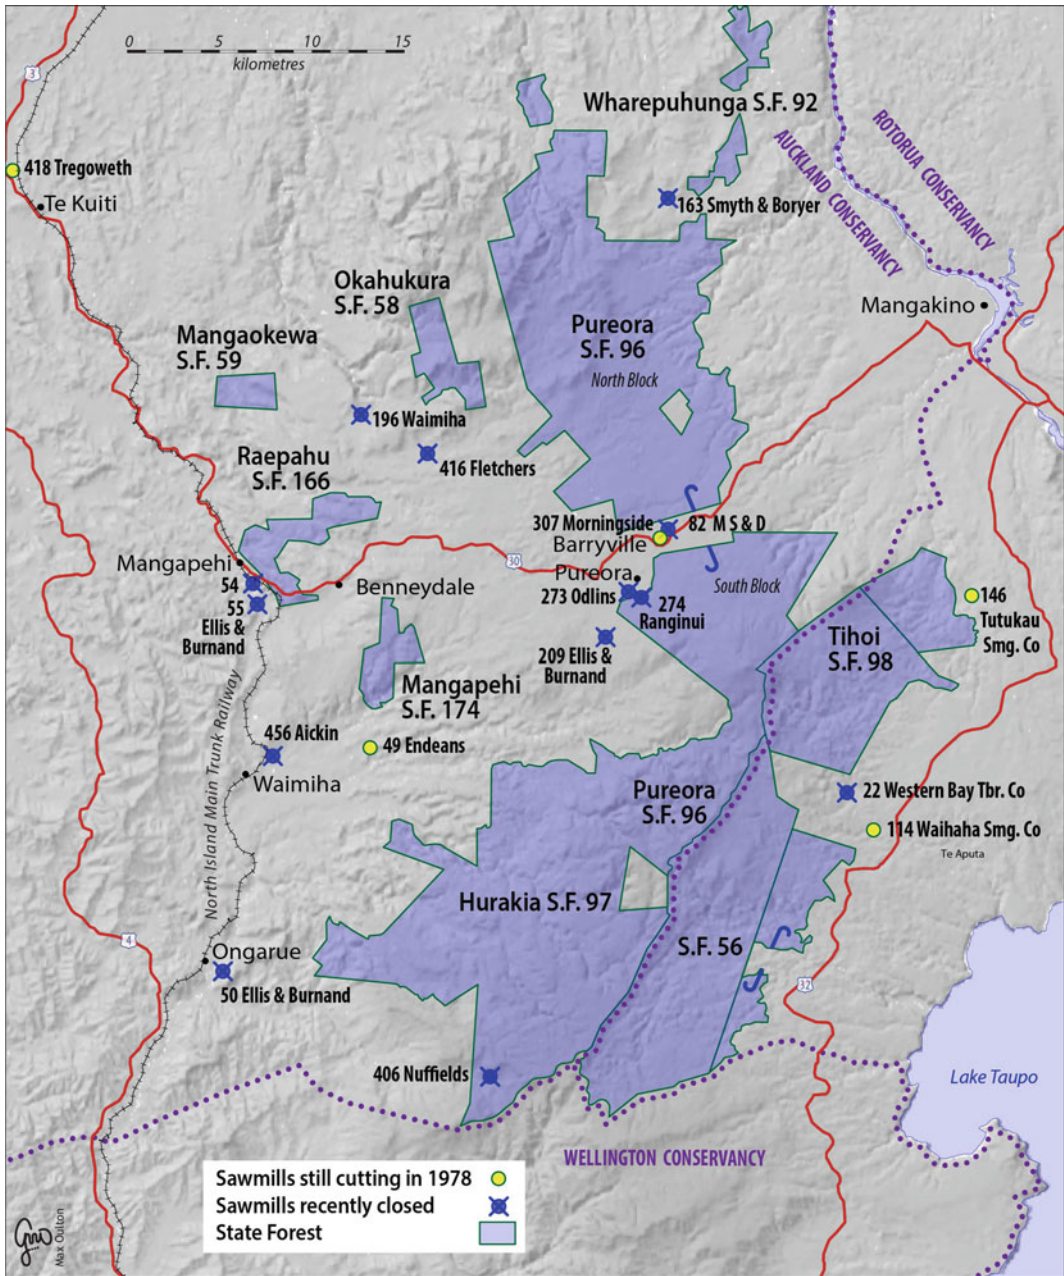 0 5 10 15
kilometres
3
Wharepuhunga S.F. 92
ROTORUA CONSERVANCY
AUCKLAND CONSERVANCY
418 Tregoweth
Te Kuiti
163 Smyth & Boryer
Okahukura
S.F. 58
Mangakino
Mangaokewa
S.F. 59
Pureora
S.F. 96
North Block
196 Waimiha
416 Fletchers
Raepahu
S.F. 166
307 Morningside
82 M S & D
Barryville
30
Mangapehi
Benneydale
Pureora
South Block
54
273 Odlins
274
Ranginui
146
Tutukau
Smg. Co
55
Ellis &
Burnand
209 Ellis &
Burnand
Tihoi
S.F. 98
Mangapehi
S.F. 174
North Island Main Trunk Railway
456 Aickin
49 Endeans
Waimiha
Pureora
S.F. 96
22 Western Bay Tbr. Co
114 Waihaha Smg. Co
Te Aputa
Hurakia S.F. 97
S.F. 56
4
Ongarue
50 Ellis & Burnand
32
406 Nuffields
Lake Taupo
WELLINGTON CONSERVANCY
Sawmills still cutting in 1978
Sawmills recently closed
State Forest
Max Oulton